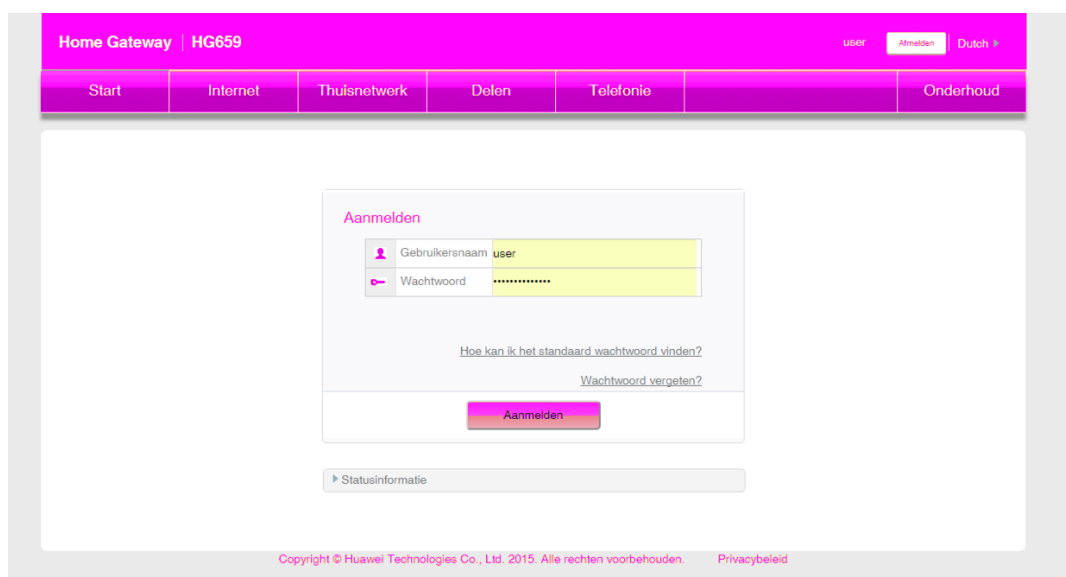 Home Gateway | HG659 user Afmelden Dutch
Start Internet Thuisnetwerk Delen Telefonie Onderhoud
Aanmelden
Gebruikersnaam user
Wachtwoord ••••••••••••••
Hoe kan ik het standaard wachtwoord vinden?
Wachtwoord vergeten?
Aanmelden
Statusinformatie
Copyright © Huawei Technologies Co., Ltd. 2015. Alle rechten voorbehouden. Privacybeleid